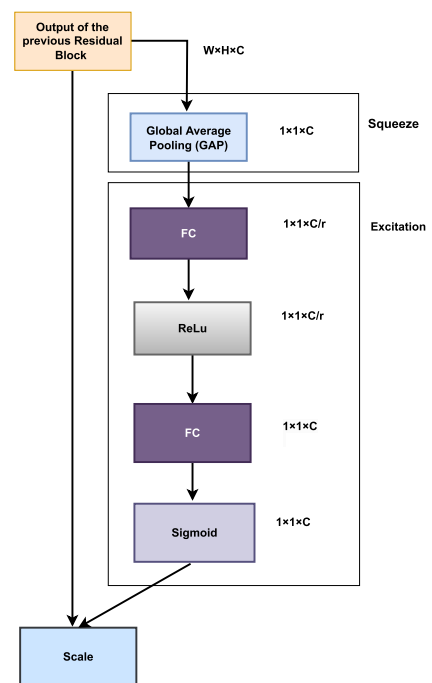 Output of the
previous Residual
Block
W×H×C
Global Average
Pooling (GAP)
1×1×C
Squeeze
FC
1×1×C/r
Excitation
ReLu
1×1×C/r
FC
1×1×C
Sigmoid
1×1×C
Scale